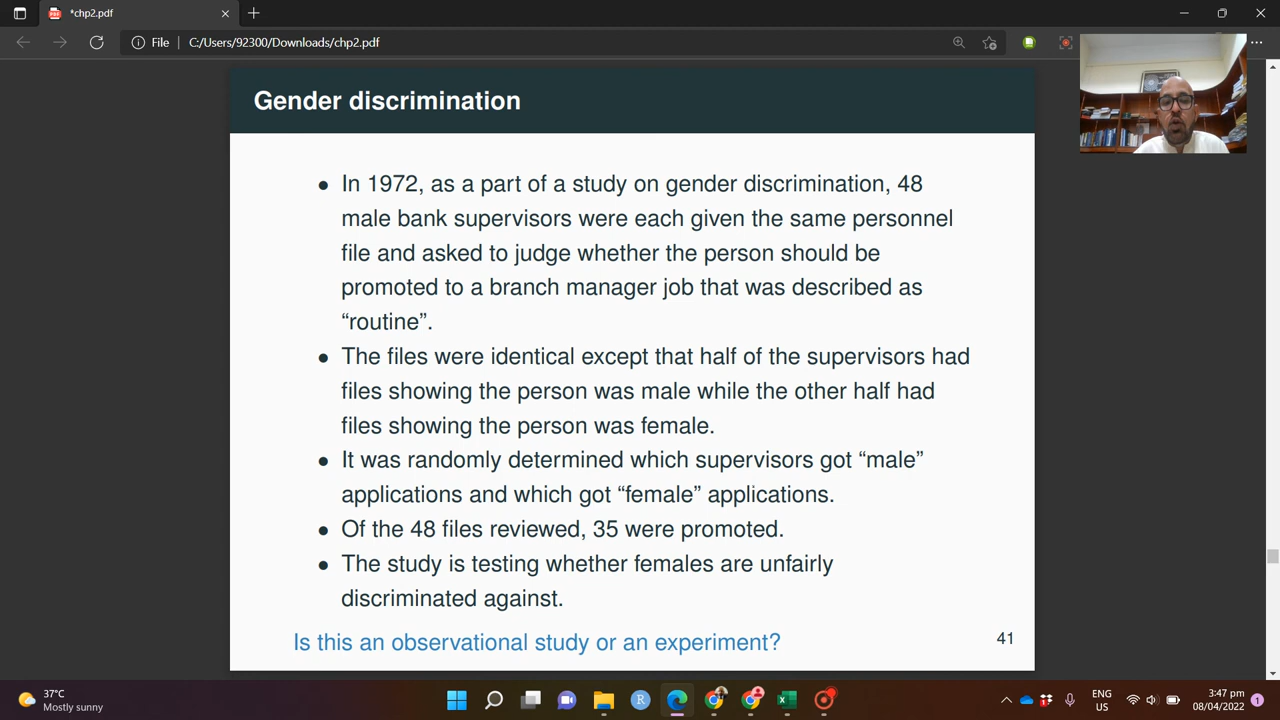 *chp2.pdf
File
C:/Users/92300/Downloads/chp2.pdf
Gender discrimination
• In 1972, as a part of a study on gender discrimination, 48
male bank supervisors were each given the same personnel
file and asked to judge whether the person should be
promoted to a branch manager job that was described as
“routine”.
• The files were identical except that half of the supervisors had
files showing the person was male while the other half had
files showing the person was female.
• It was randomly determined which supervisors got “male”
applications and which got “female” applications.
• Of the 48 files reviewed, 35 were promoted.
• The study is testing whether females are unfairly
discriminated against.
Is this an observational study or an experiment?
41
37°C
Mostly sunny
ENG
US
3:47 pm
08/04/2022
1